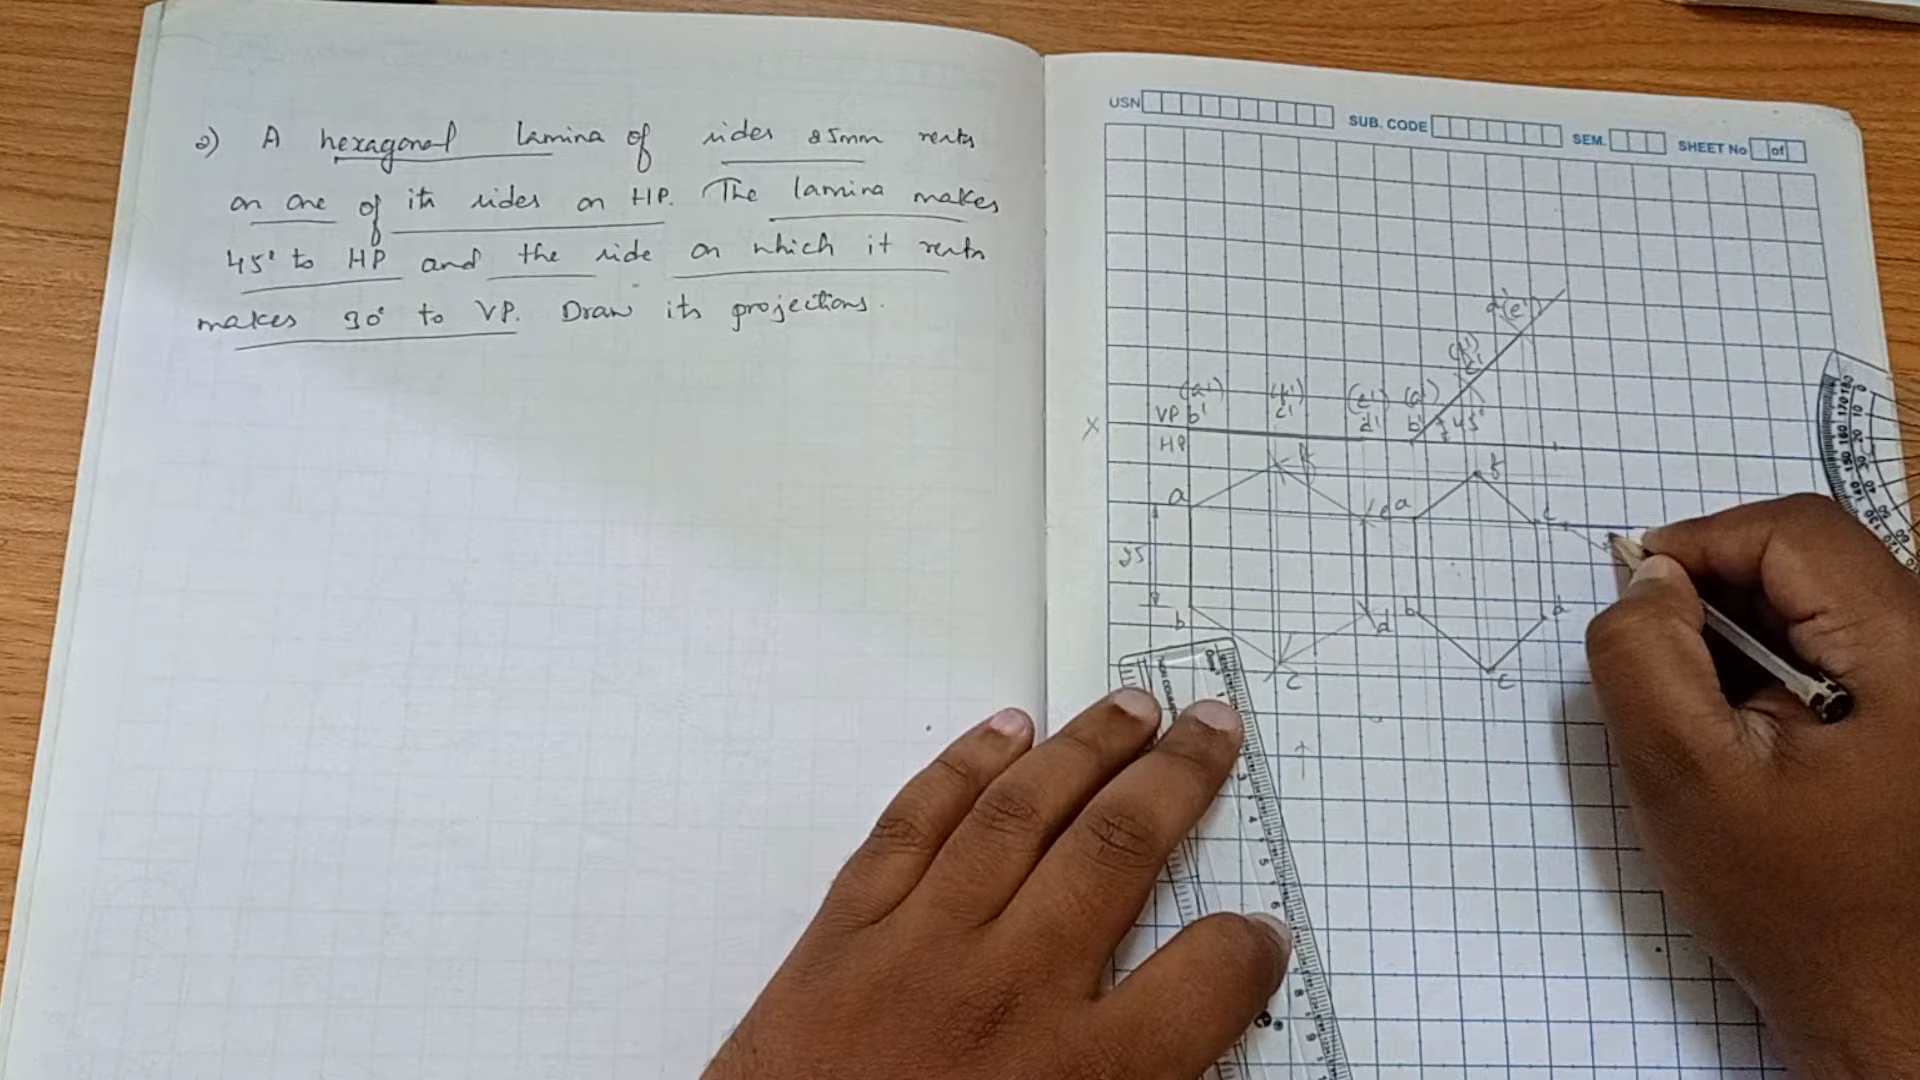 2) A hexagonal lamina of sides 25mm rests
on one of its sides on HP. The lamina makes
45° to HP and the side on which it rests
makes 30° to VP. Draw its projections.
USN SUB. CODE SEM. SHEET No of
d'(e')
(f')
c'
(a') (f') (e') (a')
X VP b' c' d' b' 45°
HP
f f
a e a e
25
b d b d
c c